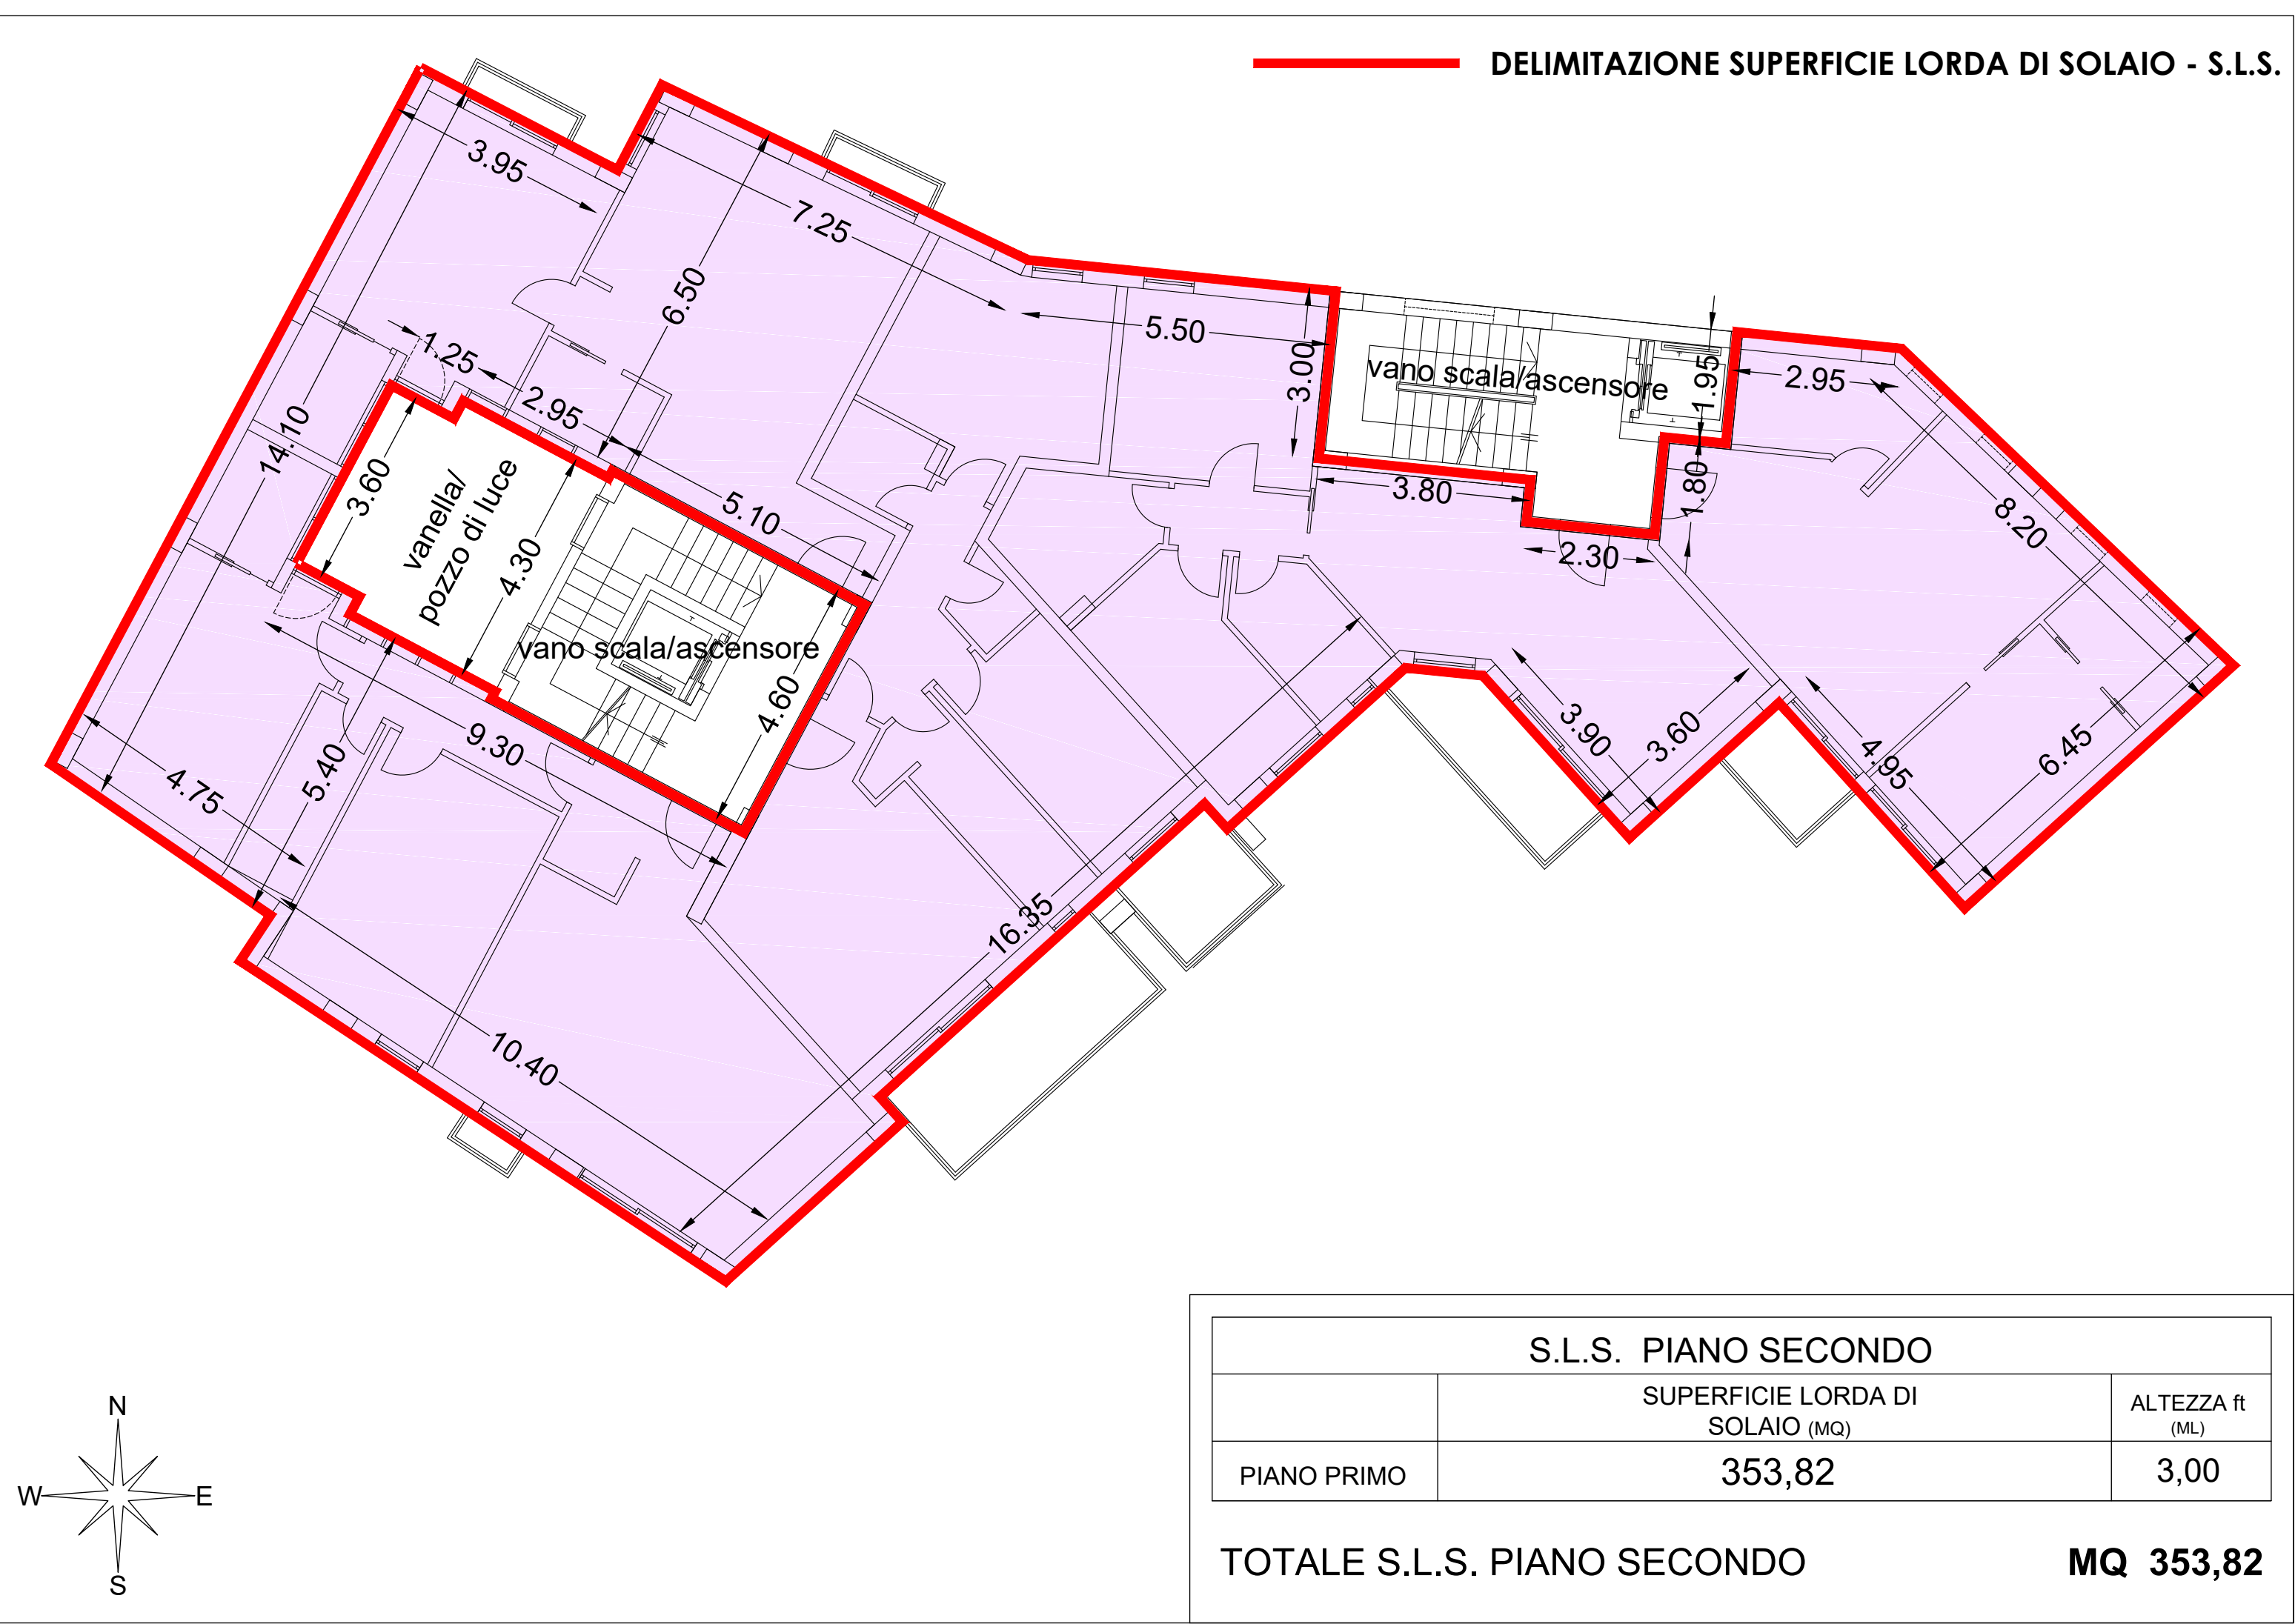 DELIMITAZIONE SUPERFICIE LORDA DI SOLAIO - S.L.S.
3.95
7.25
6.50
5.50
3.00
vano scala/ascensore
1.95
2.95
1.25
2.95
14.10
3.60
vanella/
pozzo di luce
4.30
5.10
3.80
1.80
2.30
8.20
vano scala/ascensore
4.60
9.30
4.75
5.40
3.90
3.60
4.95
6.45
16.35
10.40
N
W
E
S
S.L.S. PIANO SECONDO
SUPERFICIE LORDA DI
SOLAIO (MQ)
ALTEZZA ft
(ML)
PIANO PRIMO
353,82
3,00
TOTALE S.L.S. PIANO SECONDO
MQ 353,82